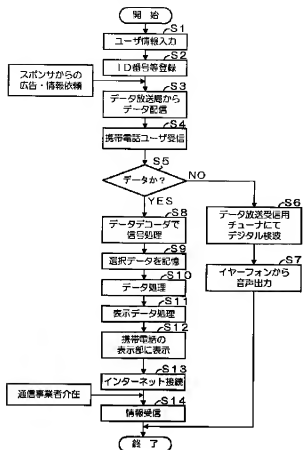 開始
S1
ユーザ情報入力
S2
ID番号等登録
スポンサからの
広告・情報依頼
S3
データ放送局から
データ配信
S4
携帯電話ユーザ受信
S5
データか?
NO
YES
S6
データ放送受信用
チューナにて
デジタル検波
S7
イヤーフォンから
音声出力
S8
データデコーダで
信号処理
S9
選択データを記憶
S10
データ処理
S11
表示データ処理
S12
携帯電話の
表示部に表示
S13
インターネット接続
通信事業者介在
S14
情報受信
終了